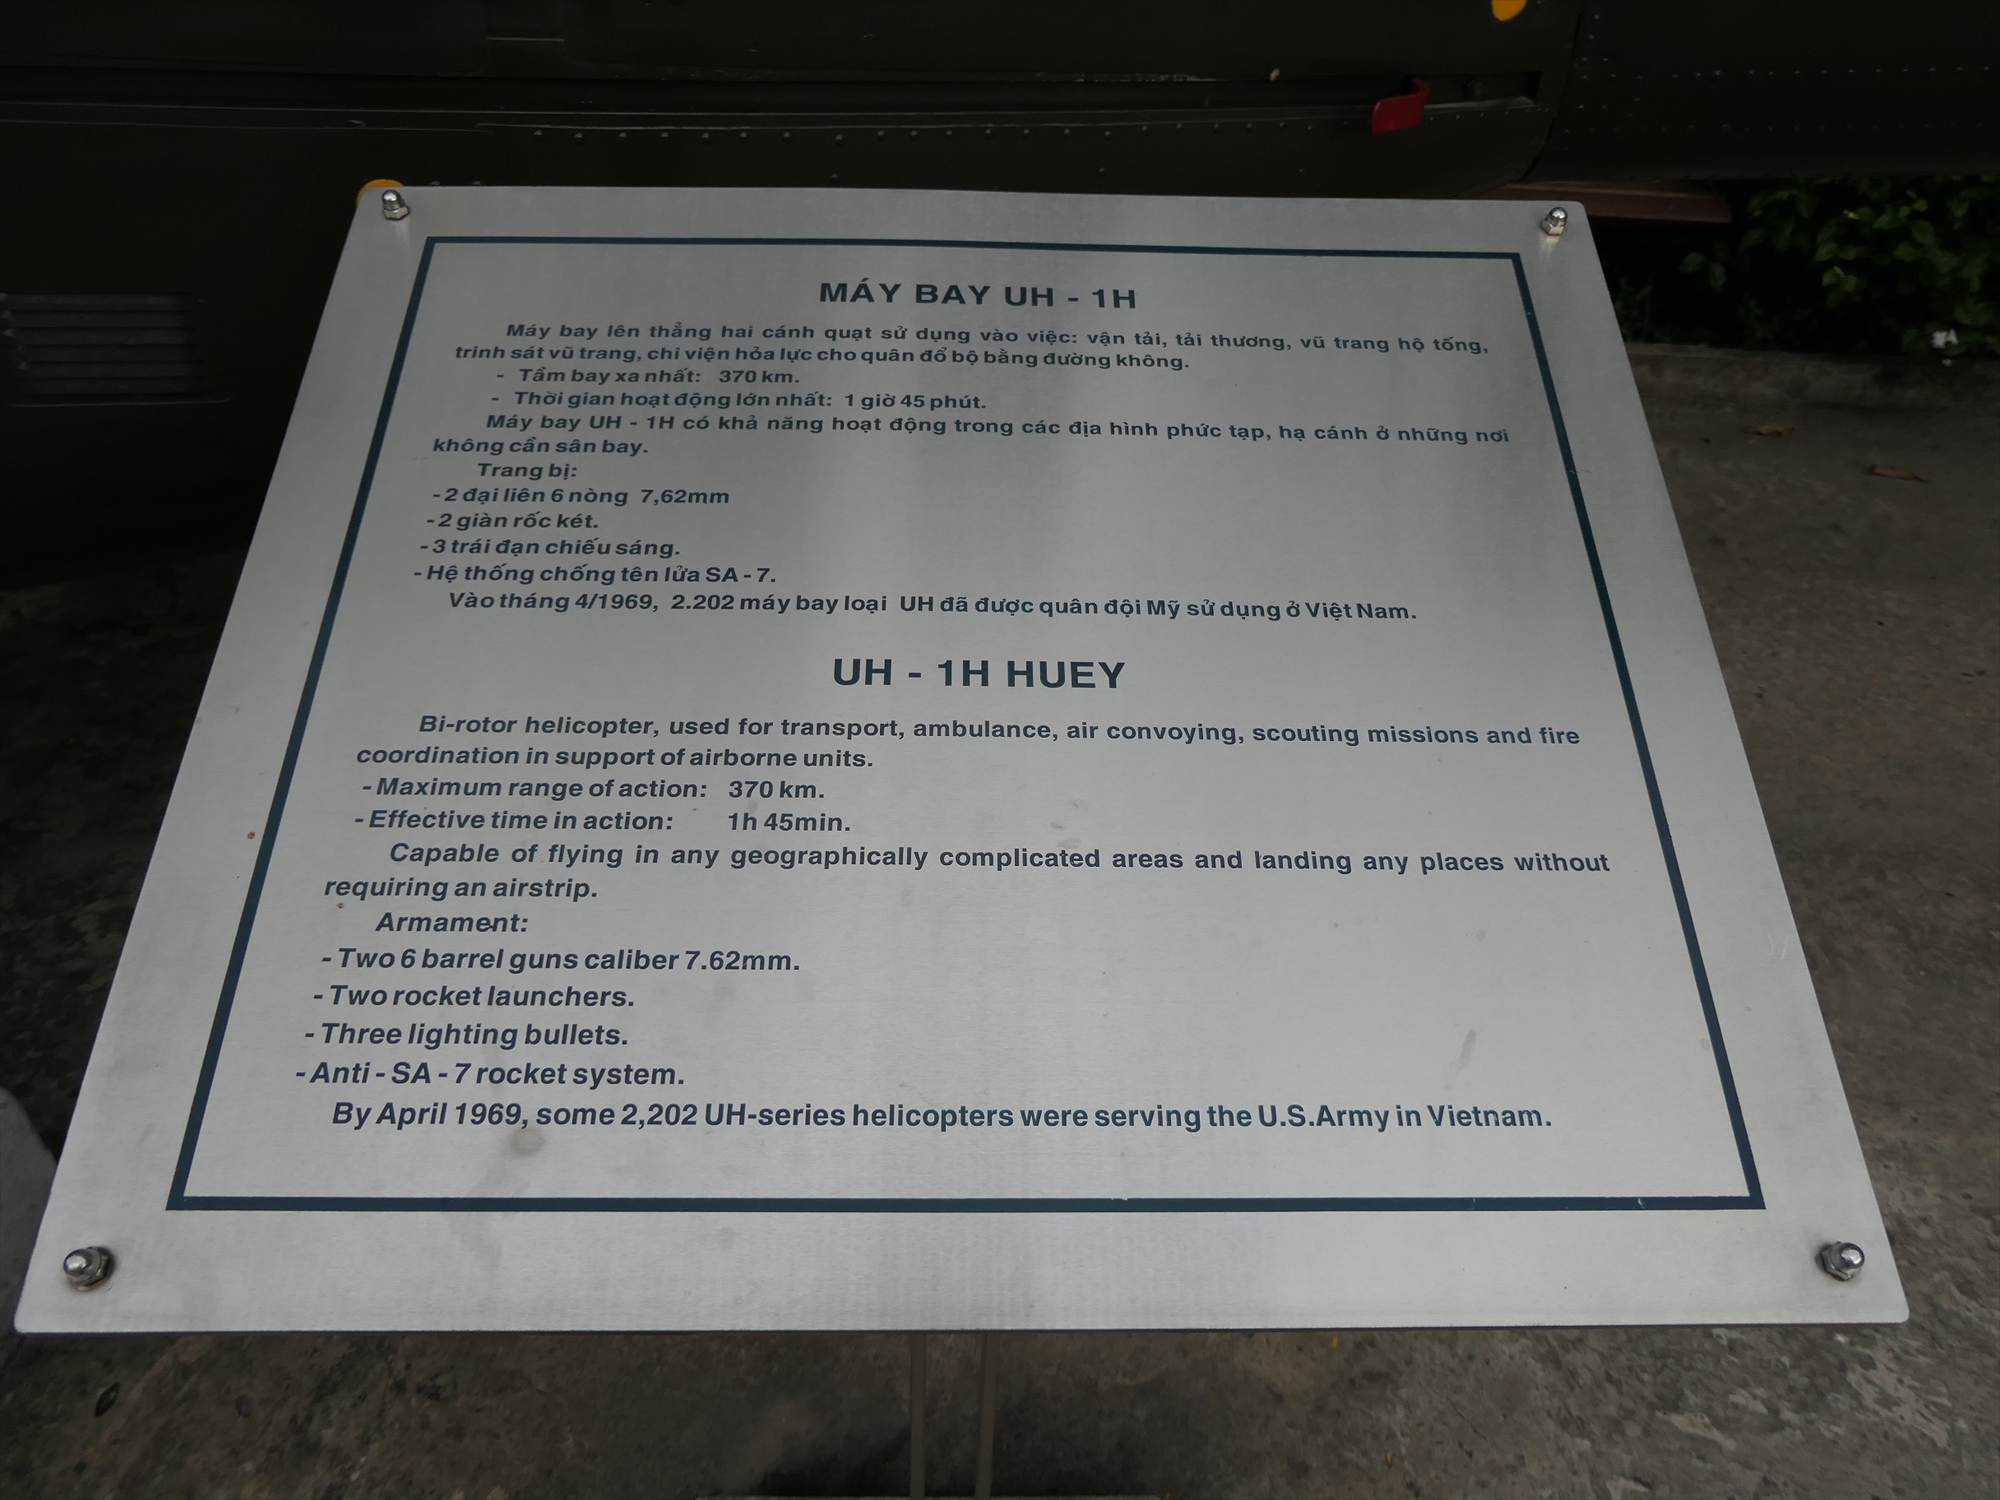 MÁY BAY UH - 1H
Máy bay lên thẳng hai cánh quạt sử dụng vào việc: vận tải, tải thương, vũ trang hộ tống,
trinh sát vũ trang, chi viện hỏa lực cho quân đổ bộ bằng đường không.
- Tầm bay xa nhất: 370 km.
- Thời gian hoạt động lớn nhất: 1 giờ 45 phút.
Máy bay UH - 1H có khả năng hoạt động trong các địa hình phức tạp, hạ cánh ở những nơi
không cần sân bay.
Trang bị:
- 2 đại liên 6 nòng 7,62mm
- 2 giàn rốc két.
- 3 trái đạn chiếu sáng.
- Hệ thống chống tên lửa SA - 7.
Vào tháng 4/1969, 2.202 máy bay loại UH đã được quân đội Mỹ sử dụng ở Việt Nam.
UH - 1H HUEY
Bi-rotor helicopter, used for transport, ambulance, air convoying, scouting missions and fire
coordination in support of airborne units.
- Maximum range of action: 370 km.
- Effective time in action: 1h 45min.
Capable of flying in any geographically complicated areas and landing any places without
requiring an airstrip.
Armament:
- Two 6 barrel guns caliber 7.62mm.
- Two rocket launchers.
- Three lighting bullets.
- Anti - SA - 7 rocket system.
By April 1969, some 2,202 UH-series helicopters were serving the U.S.Army in Vietnam.